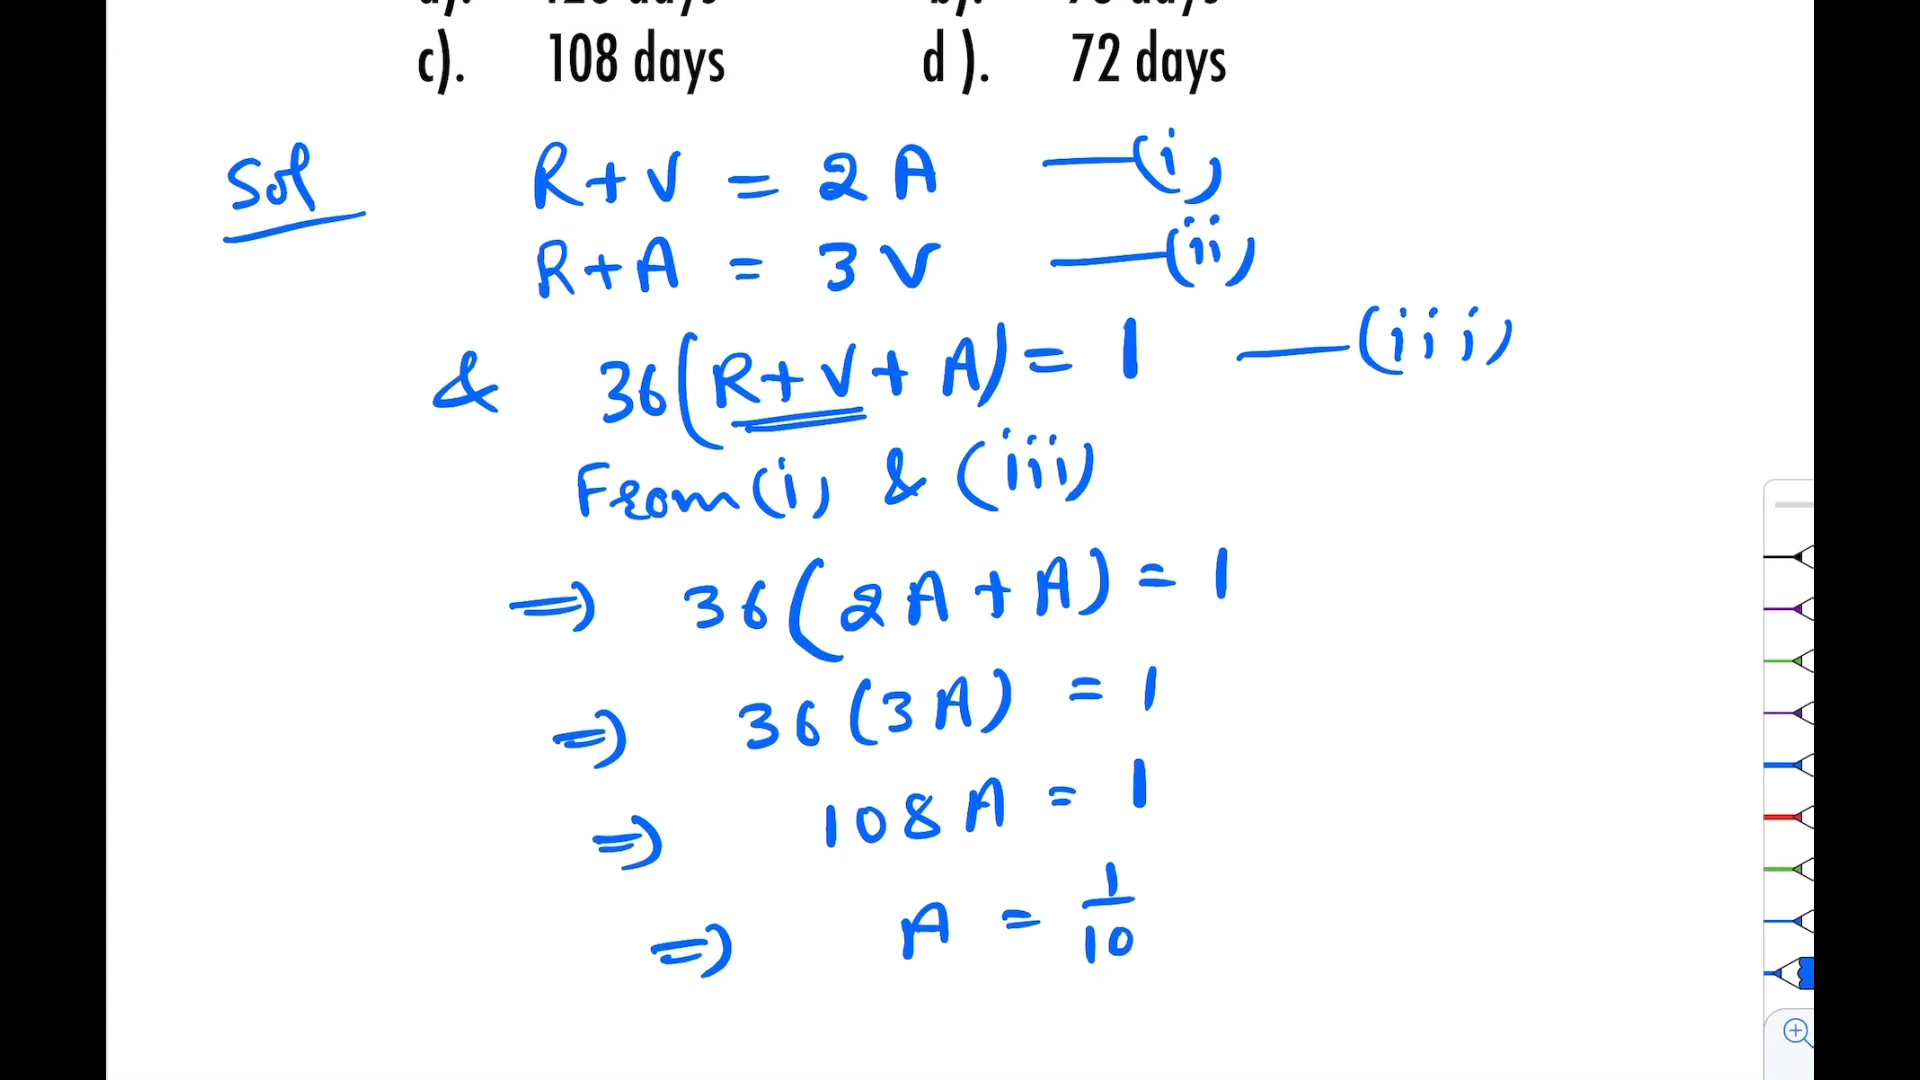 c). 108 days d ). 72 days
Sol R+V = 2A —(i)
R+A = 3V —(ii)
& 36(R+V+A) = 1 —(iii)
From (i) & (iii)
=> 36(2A+A) = 1
=> 36(3A) = 1
=> 108A = 1
=> A = 1/10